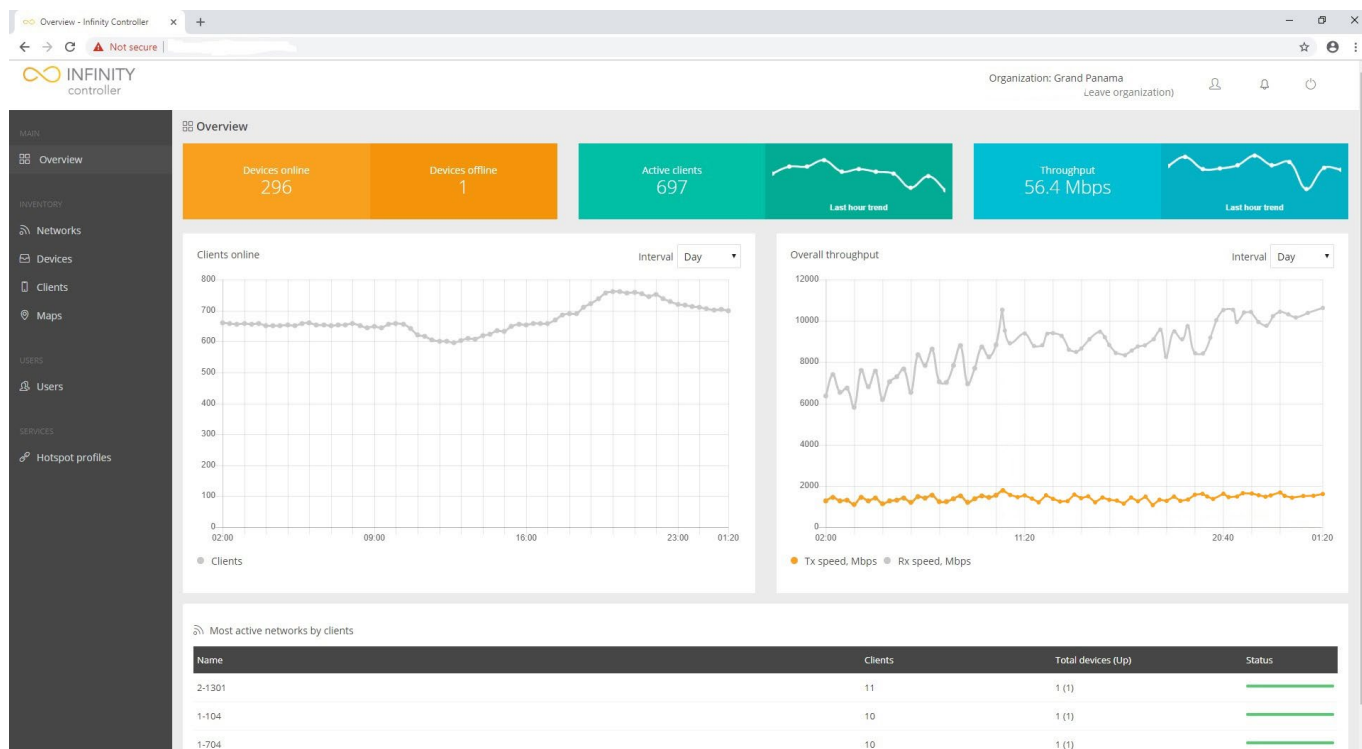 Overview - Infinity Controller
Not secure
INFINITY
controller
Organization: Grand Panama
Leave organization)
MAIN
Overview
INVENTORY
Networks
Devices
Clients
Maps
USERS
Users
SERVICES
Hotspot profiles
Overview
Devices online
296
Devices offline
1
Active clients
697
Last hour trend
Throughput
56.4 Mbps
Last hour trend
Clients online
Interval Day
800
700
600
500
400
300
200
100
0
02:00 09:00 16:00 23:00 01:20
Clients
Overall throughput
Interval Day
12000
10000
8000
6000
4000
2000
0
02:00 11:20 20:40 01:20
Tx speed, Mbps Rx speed, Mbps
Most active networks by clients
Name Clients Total devices (Up) Status
2-1301 11 1 (1)
1-104 10 1 (1)
1-704 10 1 (1)